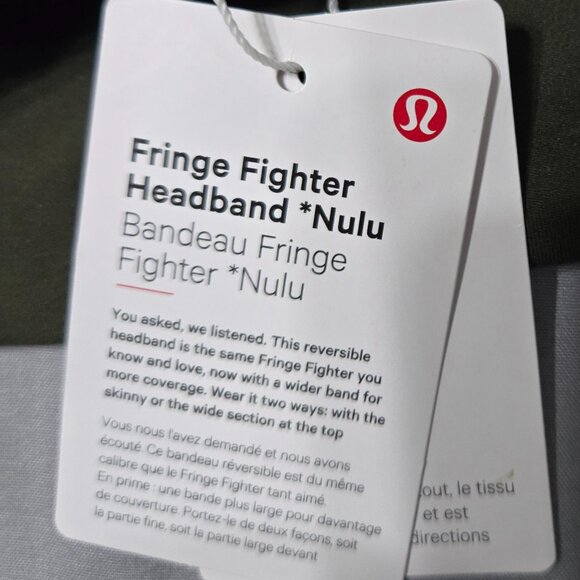 Fringe Fighter
Headband *Nulu
Bandeau Fringe
Fighter *Nulu
You asked, we listened. This reversible
headband is the same Fringe Fighter you
know and love, now with a wider band for
more coverage. Wear it two ways: with the
skinny or the wide section at the top
Vous nous l'avez demandé et nous avons
écouté. Ce bandeau réversible est du même
calibre que le Fringe Fighter tant aimé.
En prime : une bande plus large pour davantage
de couverture. Portez-le de deux façons, soit
la partie fine, soit la partie large devant
out, le tissu
et est
directions